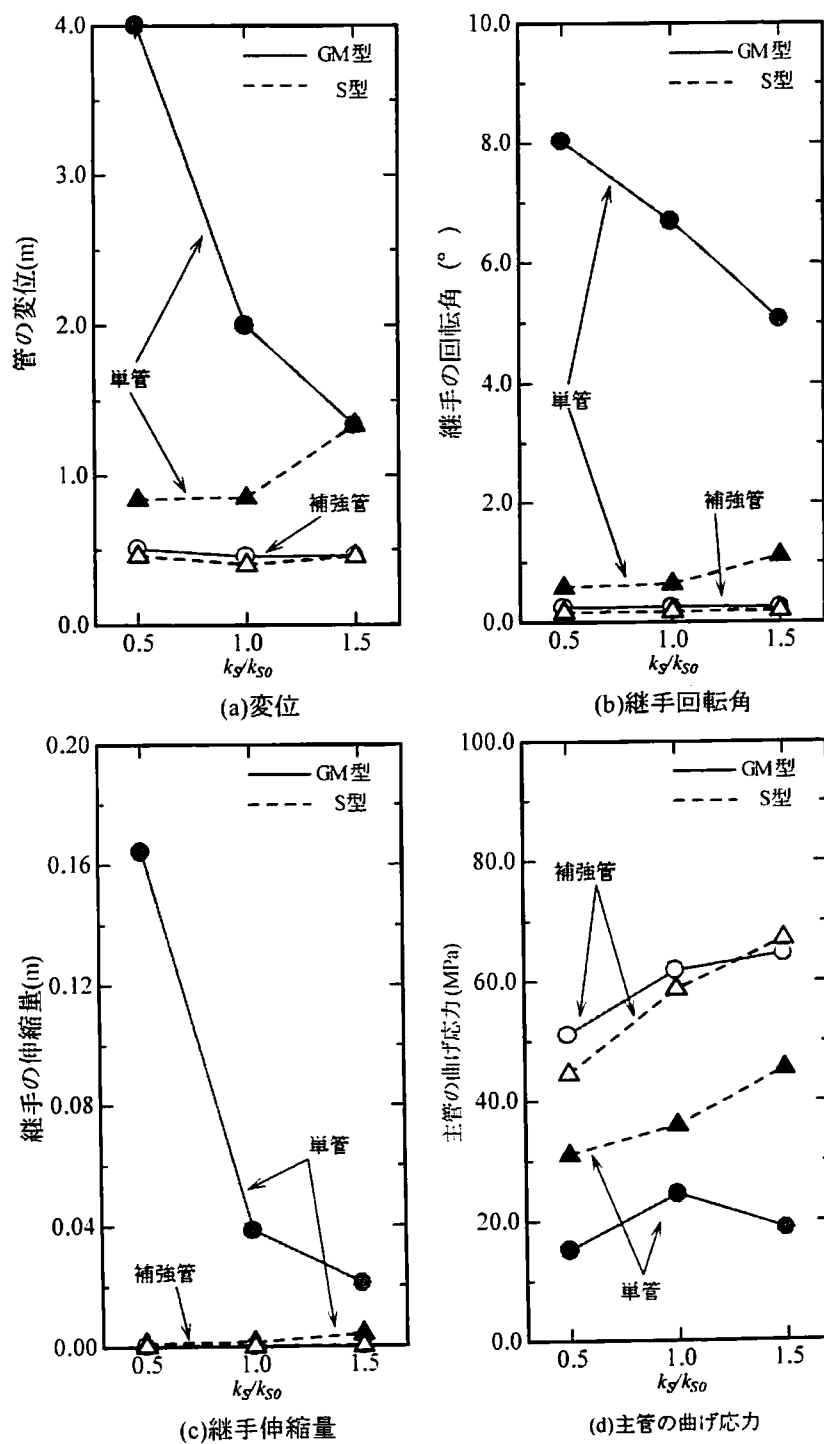 4.0
3.0
2.0
1.0
0.0
管の変位(m)
GM型
S型
単管
補強管
0.5
1.0
1.5
kS/kS0
(a)変位
10.0
8.0
6.0
4.0
2.0
0.0
継手の回転角 (°)
GM型
S型
単管
補強管
0.5
1.0
1.5
kS/kS0
(b)継手回転角
0.20
0.16
0.12
0.08
0.04
0.00
継手の伸縮量(m)
GM型
S型
単管
補強管
0.5
1.0
1.5
kS/kS0
(c)継手伸縮量
100.0
80.0
60.0
40.0
20.0
0.0
主管の曲げ応力(MPa)
GM型
S型
補強管
単管
0.5
1.0
1.5
kS/kS0
(d)主管の曲げ応力